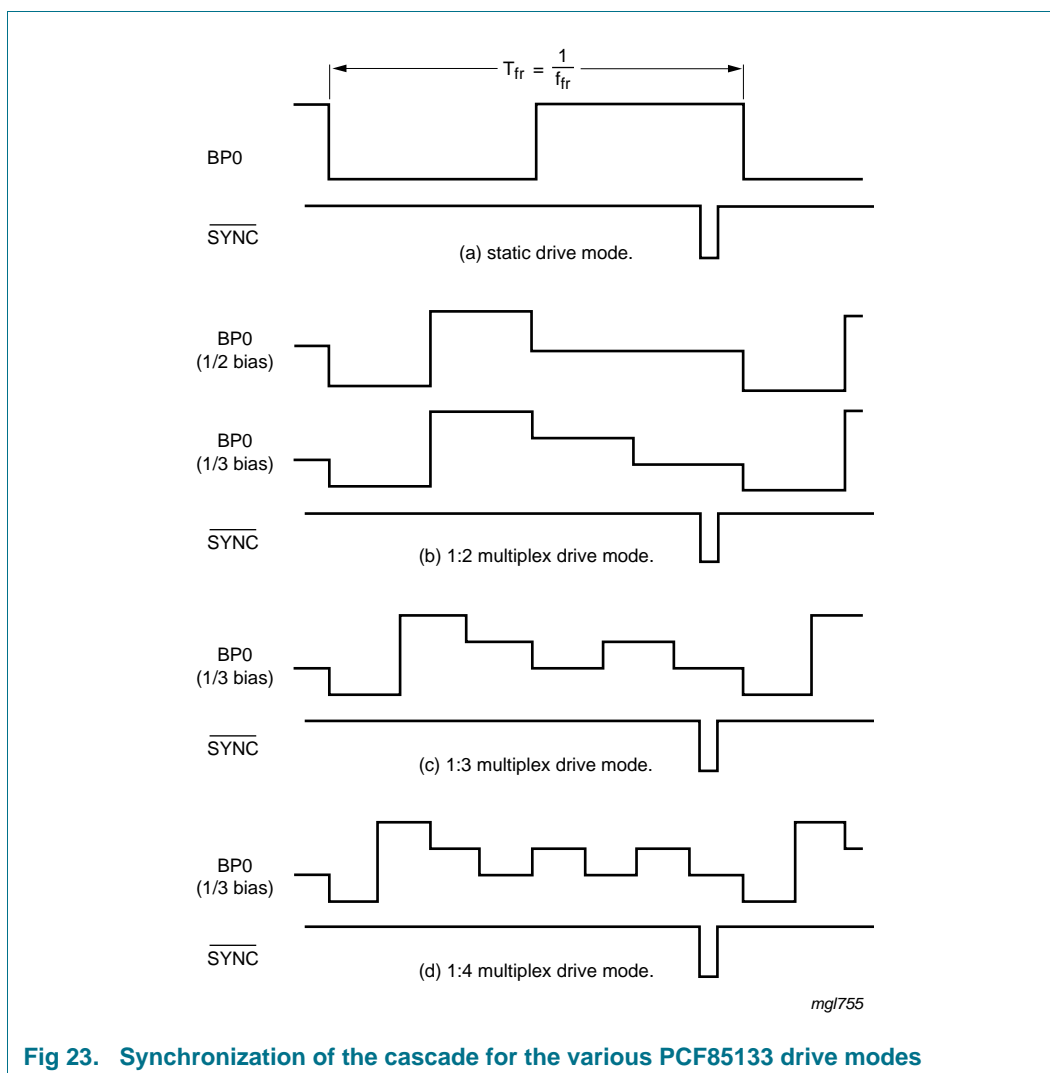 Tfr = 1/ffr
BP0
SYNC
(a) static drive mode.
BP0
(1/2 bias)
BP0
(1/3 bias)
SYNC
(b) 1:2 multiplex drive mode.
BP0
(1/3 bias)
SYNC
(c) 1:3 multiplex drive mode.
BP0
(1/3 bias)
SYNC
(d) 1:4 multiplex drive mode.
mgl755
Fig 23. Synchronization of the cascade for the various PCF85133 drive modes